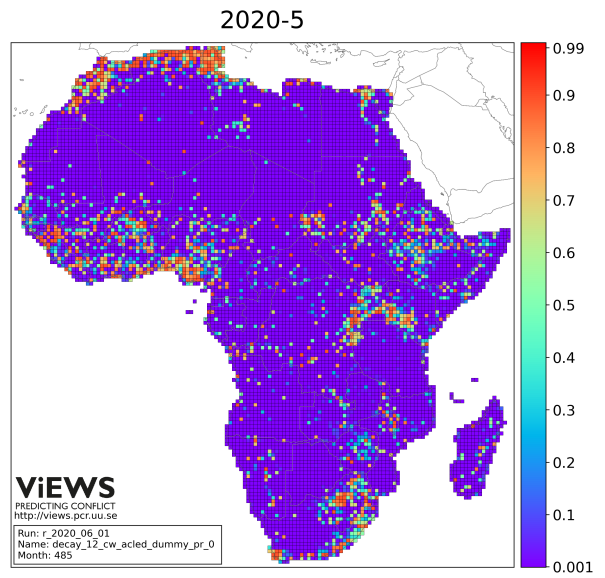 2020-5
0.99
0.9
0.8
0.7
0.6
0.5
0.4
0.3
0.2
0.1
0.001
ViEWS
PREDICTING CONFLICT
http://views.pcr.uu.se
Run: r_2020_06_01
Name: decay_12_cw_acled_dummy_pr_0
Month: 485